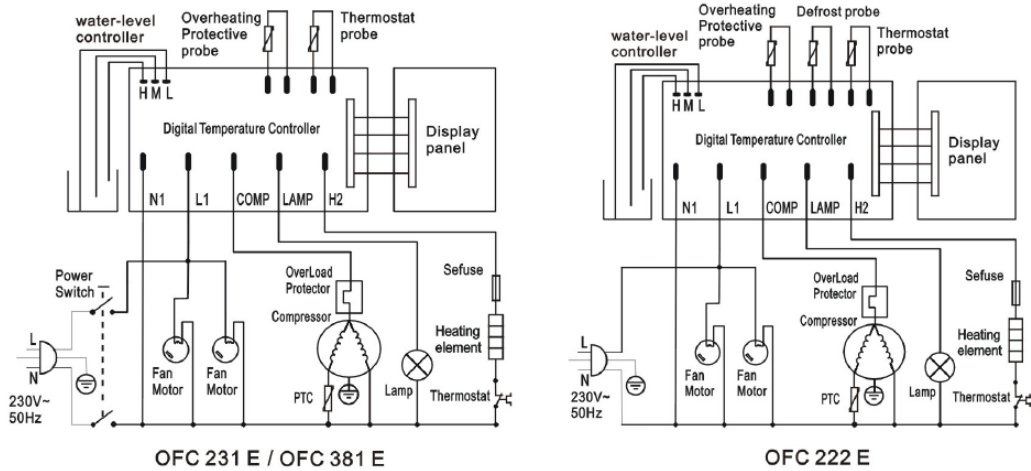 water-level
controller
Overheating
Protective
probe
Thermostat
probe
H M L
Digital Temperature Controller
Display
panel
N1
L1
COMP
LAMP
H2
Power
Switch
OverLoad
Protector
Compressor
Sefuse
Heating
element
L
N
230V~
50Hz
Fan
Motor
Fan
Motor
PTC
Lamp
Thermostat
OFC 231 E / OFC 381 E
water-level
controller
Overheating
Protective
probe
Defrost probe
Thermostat
probe
H M L
Digital Temperature Controller
Display
panel
N1
L1
COMP
LAMP
H2
OverLoad
Protector
Compressor
Sefuse
Heating
element
L
N
230V~
50Hz
Fan
Motor
Fan
Motor
PTC
Lamp
Thermostat
OFC 222 E